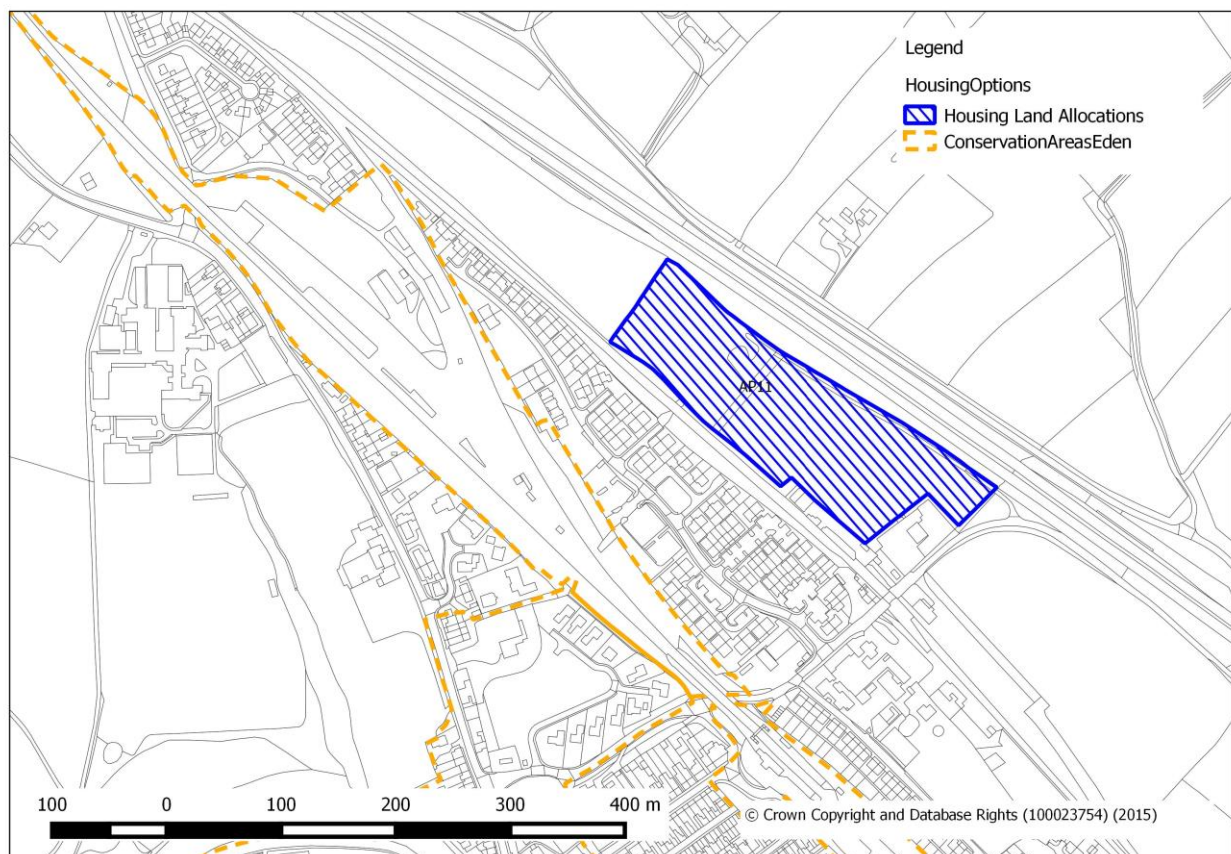 Legend
HousingOptions
Housing Land Allocations
ConservationAreasEden
AP11
100 0 100 200 300 400 m
© Crown Copyright and Database Rights (100023754) (2015)